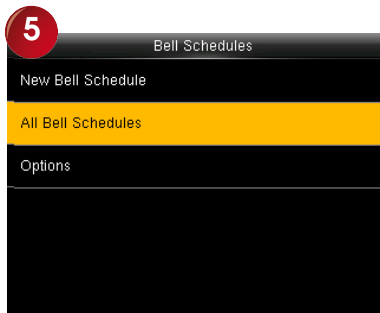 5
Bell Schedules
New Bell Schedule
All Bell Schedules
Options